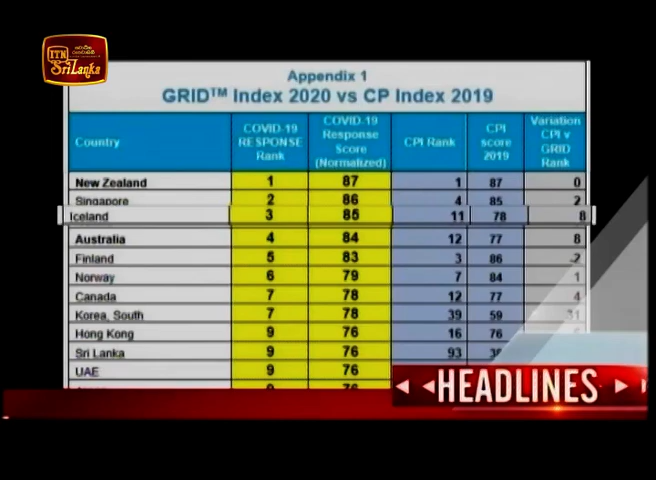 ITN
Sri Lanka
Appendix 1
GRID™ Index 2020 vs CP Index 2019
Country COVID-19 RESPONSE Rank COVID-19 Response Score (Normalized) CPI Rank CPI score 2019 Variation CPI v GRID Rank
New Zealand 1 87 1 87 0
Singapore 2 86 4 85 2
Iceland 3 85 11 78 8
Australia 4 84 12 77 8
Finland 5 83 3 86 -2
Norway 6 79 7 84 1
Canada 7 78 12 77 4
Korea, South 7 78 39 59 31
Hong Kong 9 76 16 76
Sri Lanka 9 76 93
UAE 9 76
HEADLINES